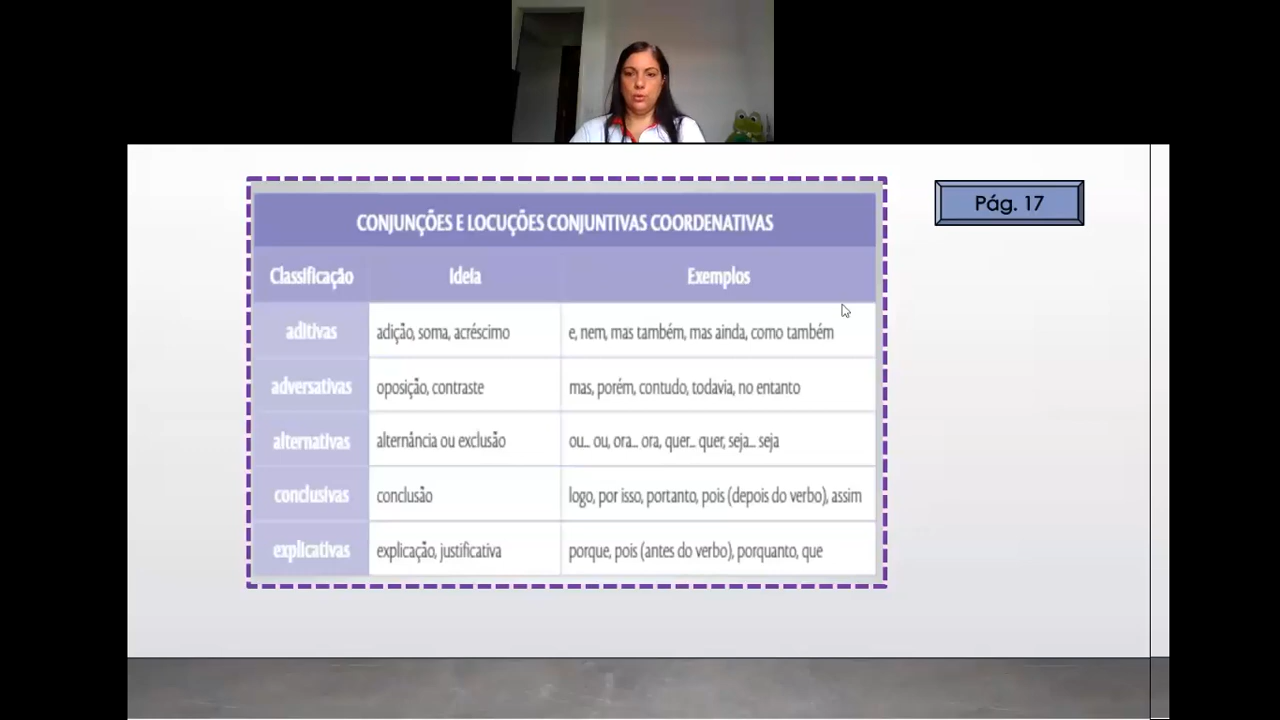 Pág. 17
CONJUNÇÕES E LOCUÇÕES CONJUNTIVAS COORDENATIVAS
Classificação Ideia Exemplos
aditivas adição, soma, acréscimo e, nem, mas também, mas ainda, como também
adversativas oposição, contraste mas, porém, contudo, todavia, no entanto
alternativas alternância ou exclusão ou... ou, ora... ora, quer... quer, seja... seja
conclusivas conclusão logo, por isso, portanto, pois (depois do verbo), assim
explicativas explicação, justificativa porque, pois (antes do verbo), porquanto, que